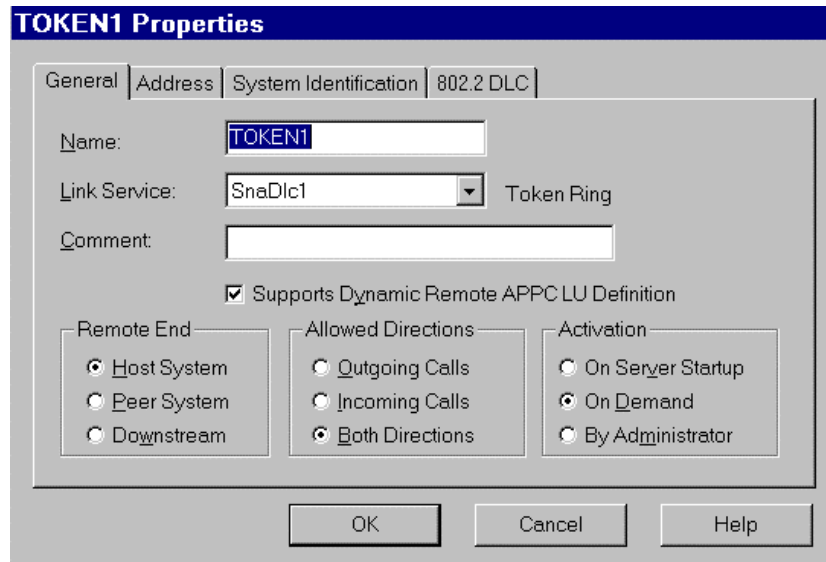 TOKEN1 Properties
General Address System Identification 802.2 DLC
Name: TOKEN1
Link Service: SnaDlc1 Token Ring
Comment:
Supports Dynamic Remote APPC LU Definition
Remote End Allowed Directions Activation
Host System Outgoing Calls On Server Startup
Peer System Incoming Calls On Demand
Downstream Both Directions By Administrator
OK Cancel Help